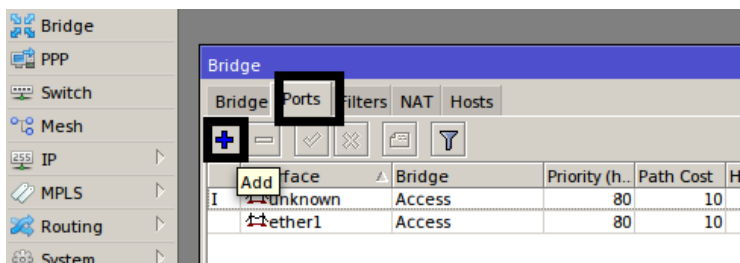 Bridge
PPP
Switch
Mesh
IP
MPLS
Routing
System
Bridge
Bridge Ports Filters NAT Hosts
Add
Bridge Priority (h.. Path Cost H
I unknown Access 80 10
ether1 Access 80 10